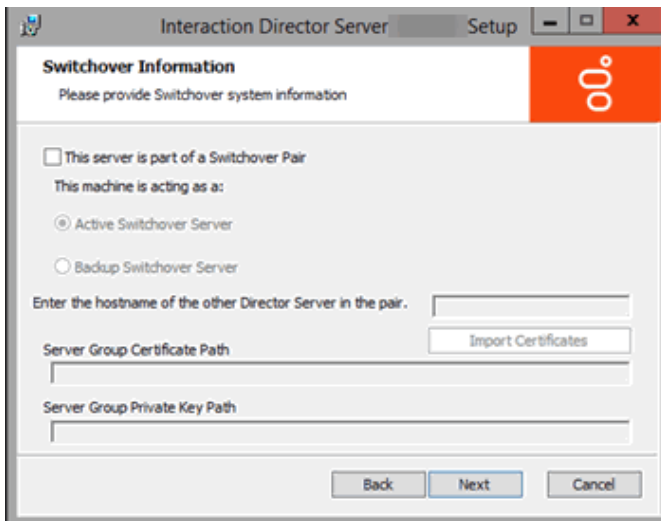 Interaction Director Server Setup
Switchover Information
Please provide Switchover system information
This server is part of a Switchover Pair
This machine is acting as a:
Active Switchover Server
Backup Switchover Server
Enter the hostname of the other Director Server in the pair.
Import Certificates
Server Group Certificate Path
Server Group Private Key Path
Back Next Cancel